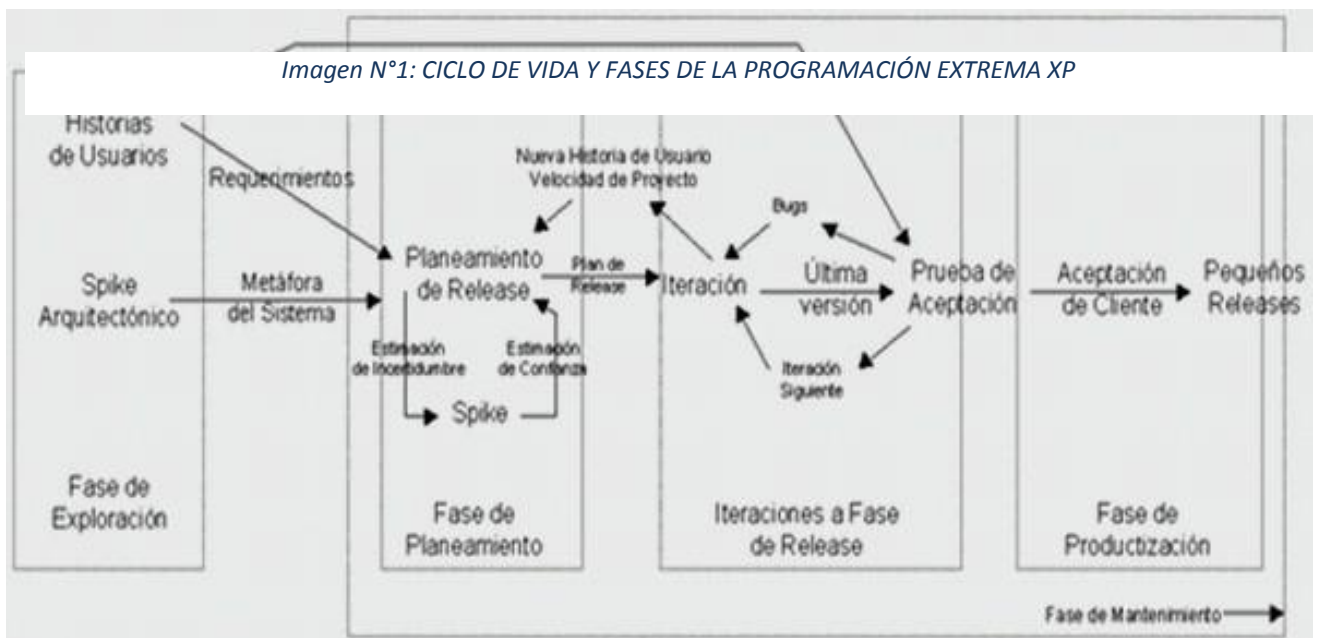 Imagen N°1: CICLO DE VIDA Y FASES DE LA PROGRAMACIÓN EXTREMA XP
Historias
de Usuarios
Requerimientos
Nueva Historia de Usuario
Velocidad de Proyecto
Bugs
Spike
Arquitectónico
Metáfora
del Sistema
Planeamiento
de Release
Plan de
Release
Iteración
Última
versión
Prueba de
Aceptación
Aceptación
de Cliente
Pequeños
Releases
Estimación
de Incertidumbre
Estimación
de Confianza
Iteración
Siguiente
Spike
Fase de
Exploración
Fase de
Planeamiento
Iteraciones a Fase
de Release
Fase de
Productización
Fase de Mantenimiento